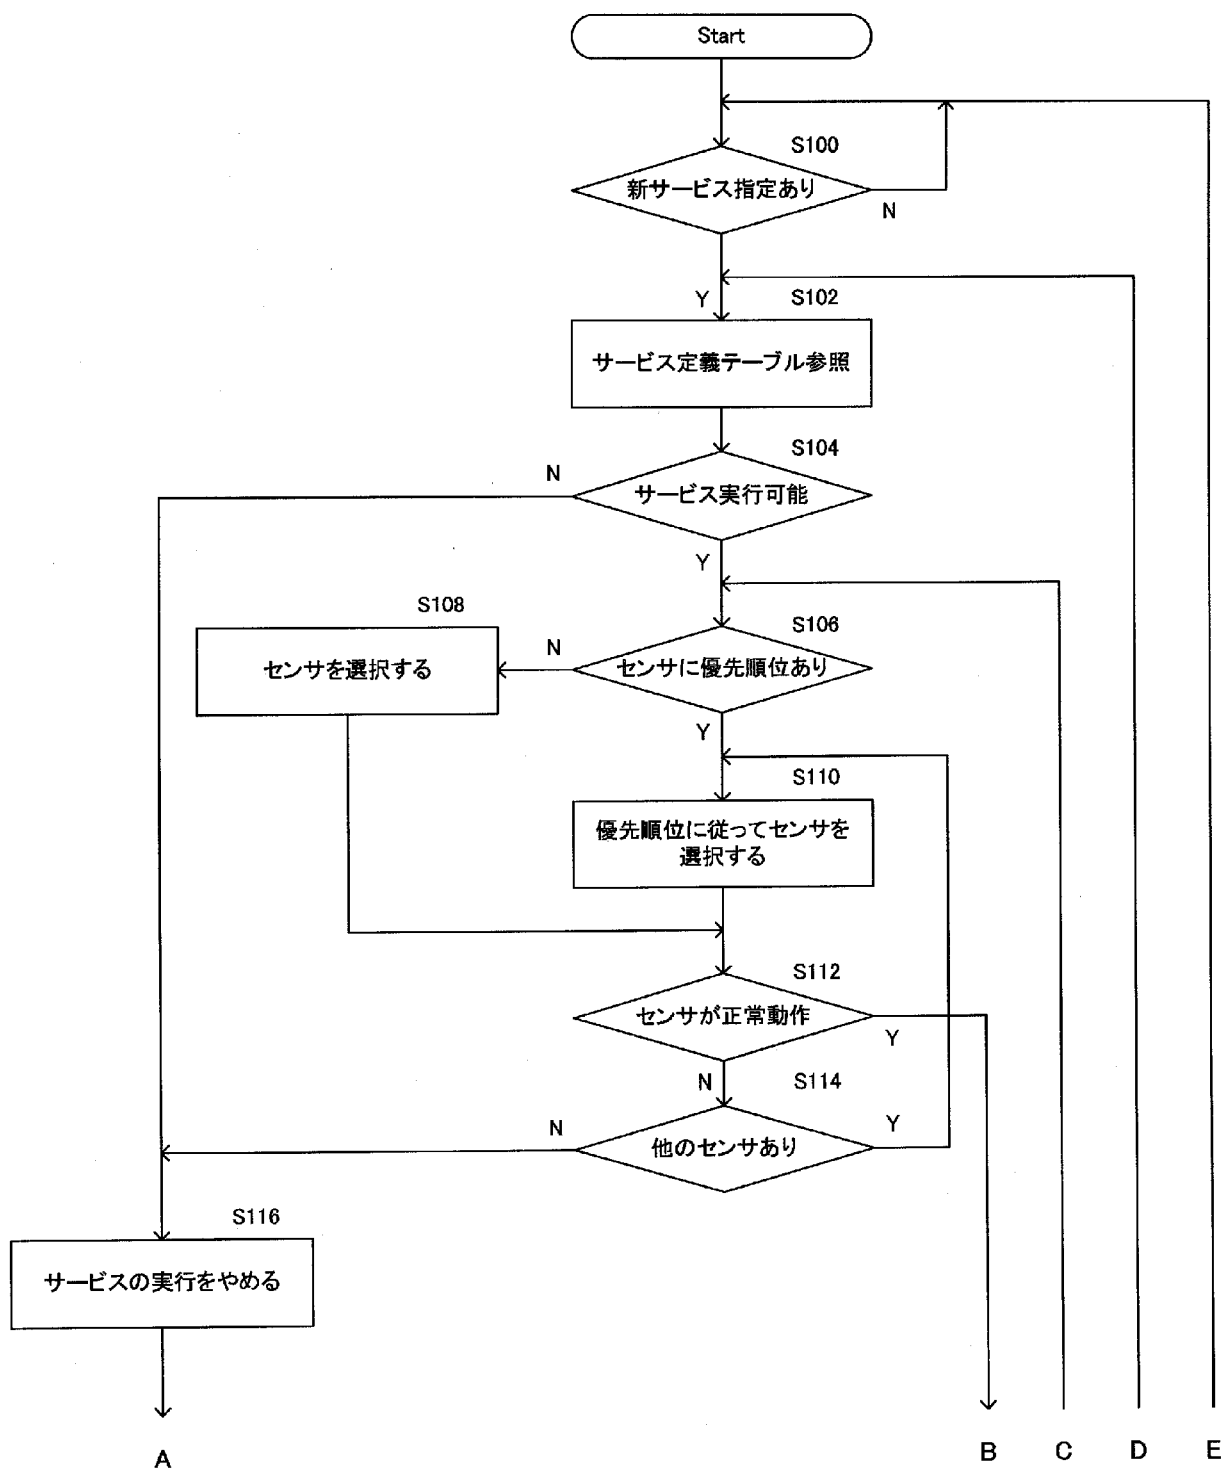 Start
S100
新サービス指定あり
N
Y
S102
サービス定義テーブル参照
S104
N
サービス実行可能
Y
S108
S106
センサを選択する
N
センサに優先順位あり
Y
S110
優先順位に従ってセンサを
選択する
S112
センサが正常動作
Y
N
S114
N
他のセンサあり
Y
S116
サービスの実行をやめる
A
B
C
D
E